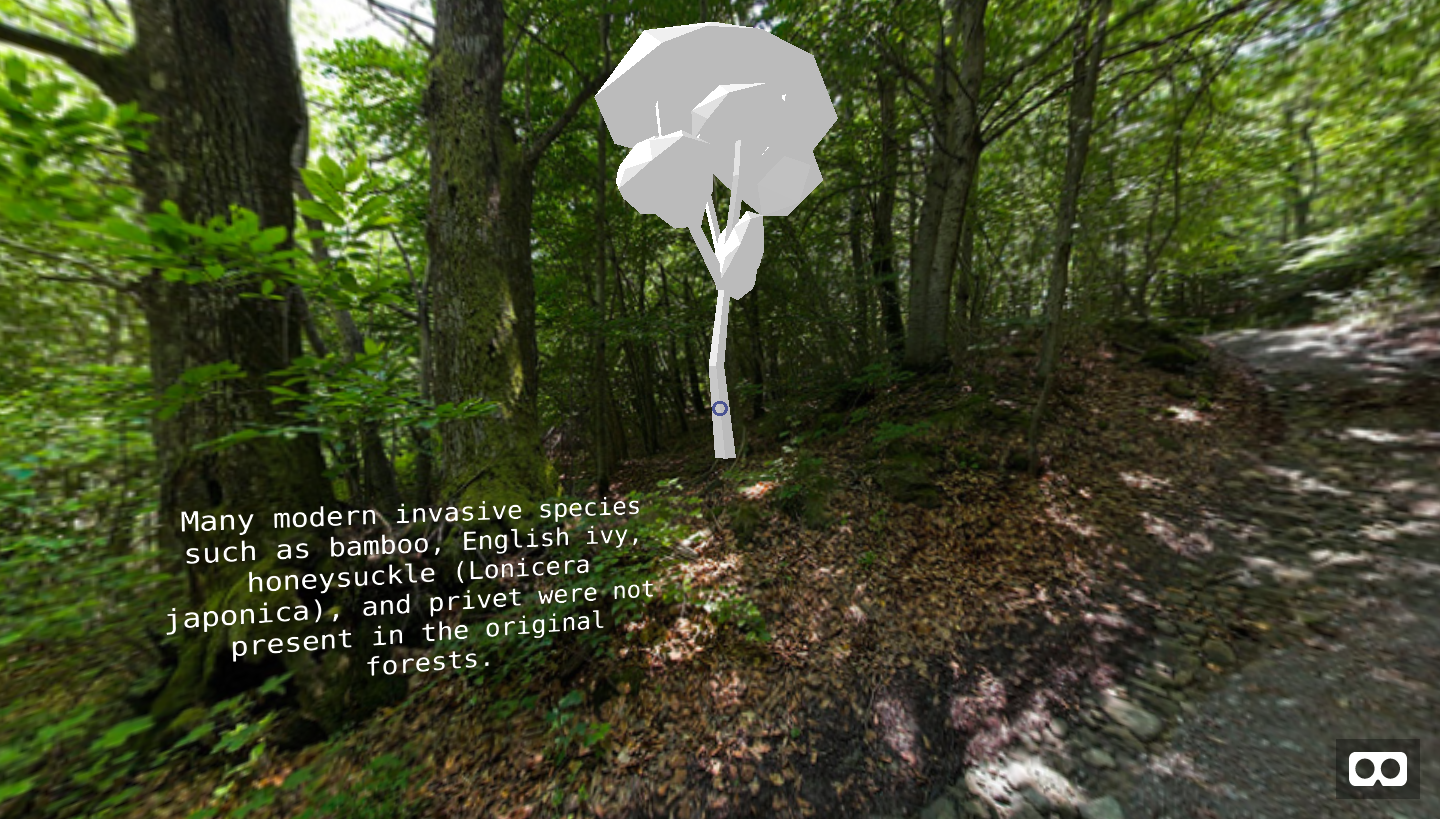 Many modern invasive species
such as bamboo, English ivy,
honeysuckle (Lonicera
japonica), and privet were not
present in the original
forests.